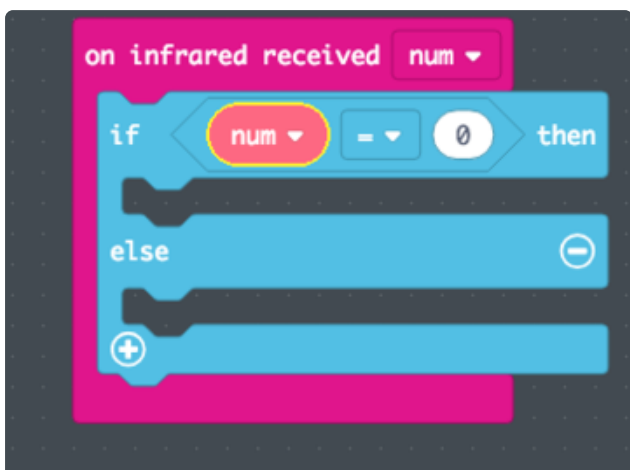 on infrared received num
if num = 0 then
else